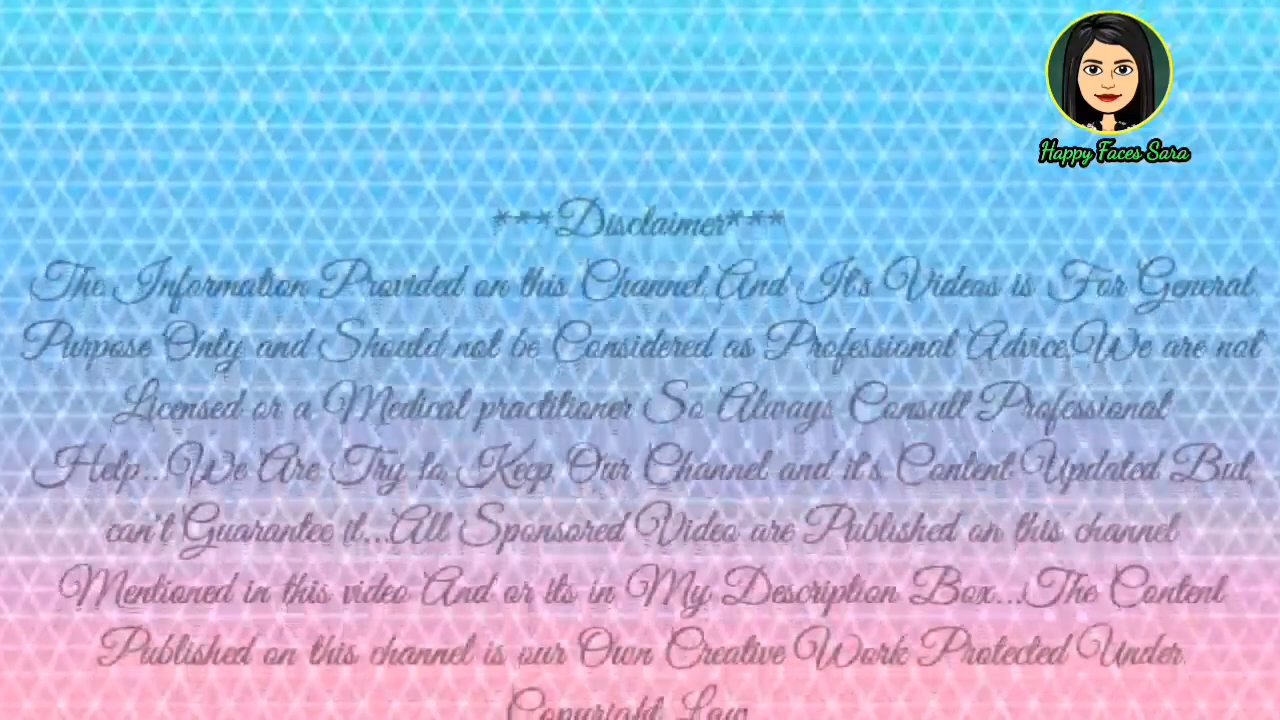 Happy Faces Sara
***Disclaimer***
The Information Provided on this Channel And It's Videos is For General
Purpose Only and Should not be Considered as Professional Advice,We are not
Licensed or a Medical practitioner So Always Consult Professional
Help...We Are Try to Keep Our Channel and it's Content Updated But,
can't Guarantee it...All Sponsored Video are Published on this channel
Mentioned in this video And or its in My Description Box...The Content
Published on this channel is our Own Creative Work Protected Under
Copyright Law